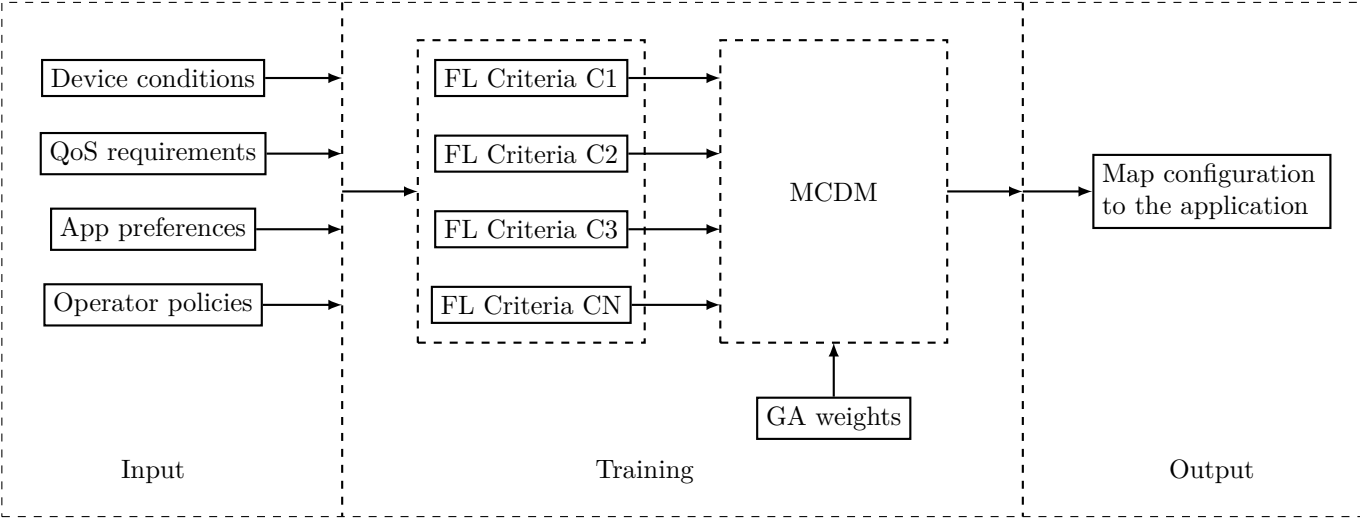 Device conditions
QoS requirements
App preferences
Operator policies
FL Criteria C1
FL Criteria C2
FL Criteria C3
FL Criteria CN
MCDM
GA weights
Map configuration
to the application
Input
Training
Output